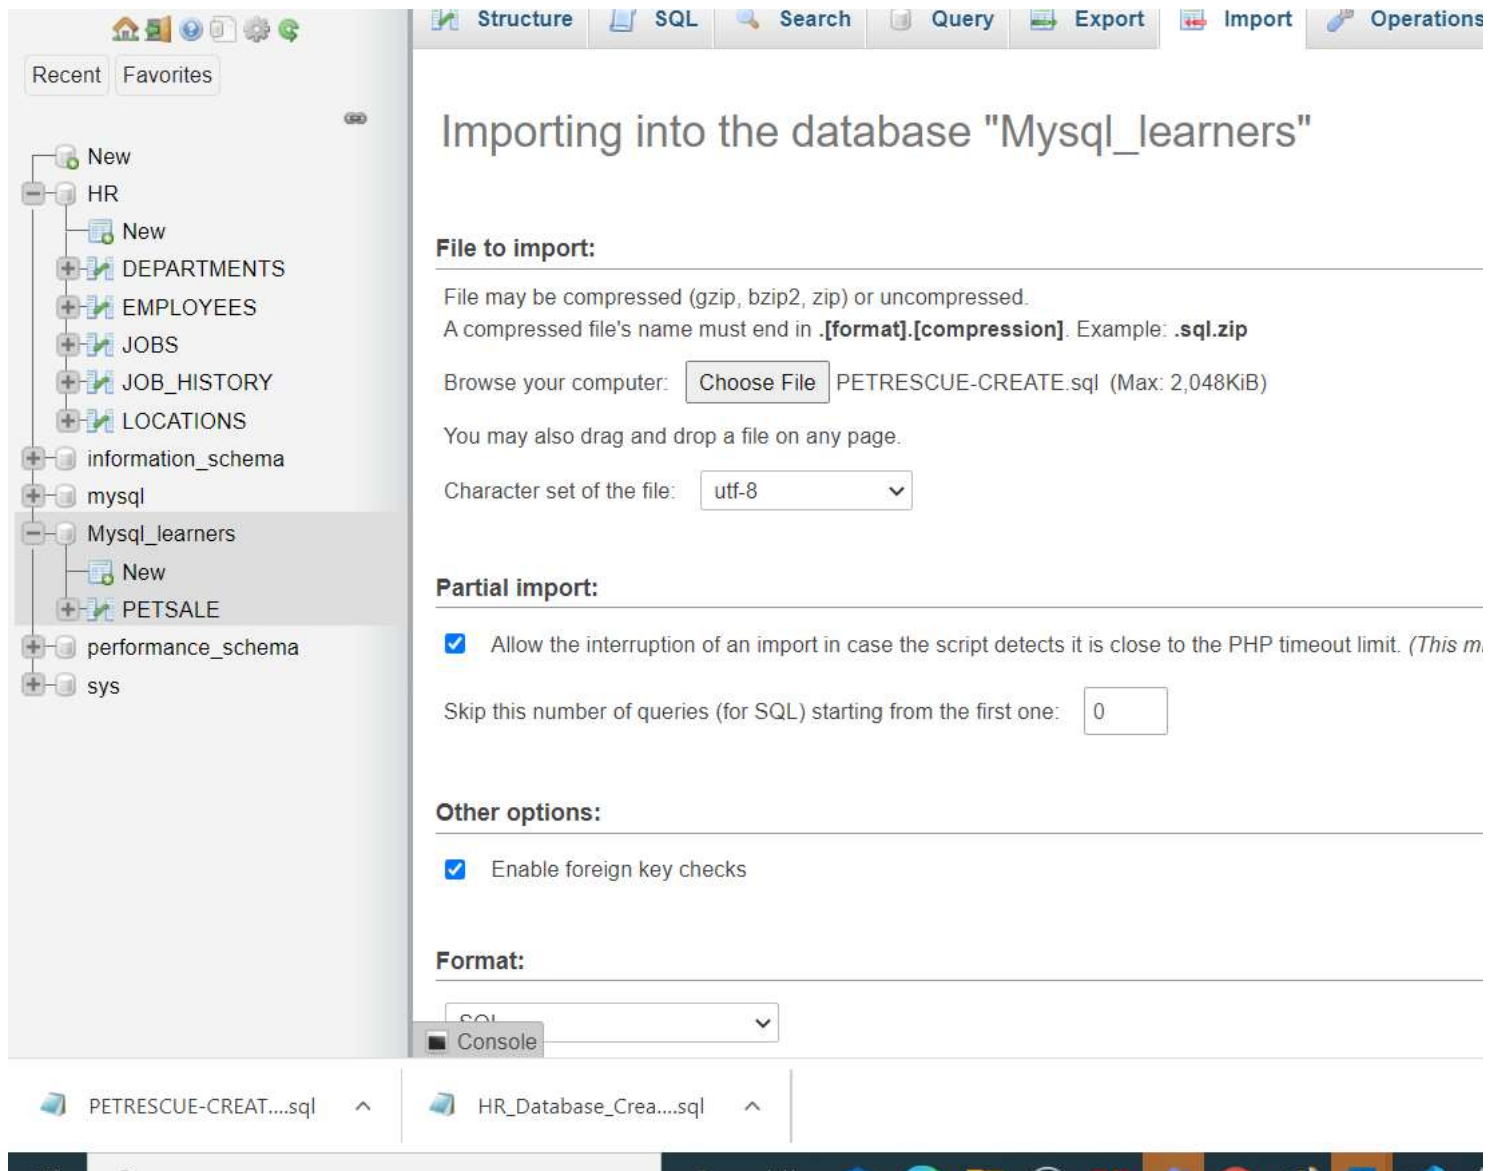 Structure SQL Search Query Export Import Operations
Recent Favorites
New
HR
New
DEPARTMENTS
EMPLOYEES
JOBS
JOB_HISTORY
LOCATIONS
information_schema
mysql
Mysql_learners
New
PETSALE
performance_schema
sys
Importing into the database "Mysql_learners"
File to import:
File may be compressed (gzip, bzip2, zip) or uncompressed.
A compressed file's name must end in .[format].[compression]. Example: .sql.zip
Browse your computer: Choose File PETRESCUE-CREATE.sql (Max: 2,048KiB)
You may also drag and drop a file on any page.
Character set of the file: utf-8
Partial import:
Allow the interruption of an import in case the script detects it is close to the PHP timeout limit. (This
Skip this number of queries (for SQL) starting from the first one: 0
Other options:
Enable foreign key checks
Format:
SQL
Console
PETRESCUE-CREAT....sql
HR_Database_Crea....sql